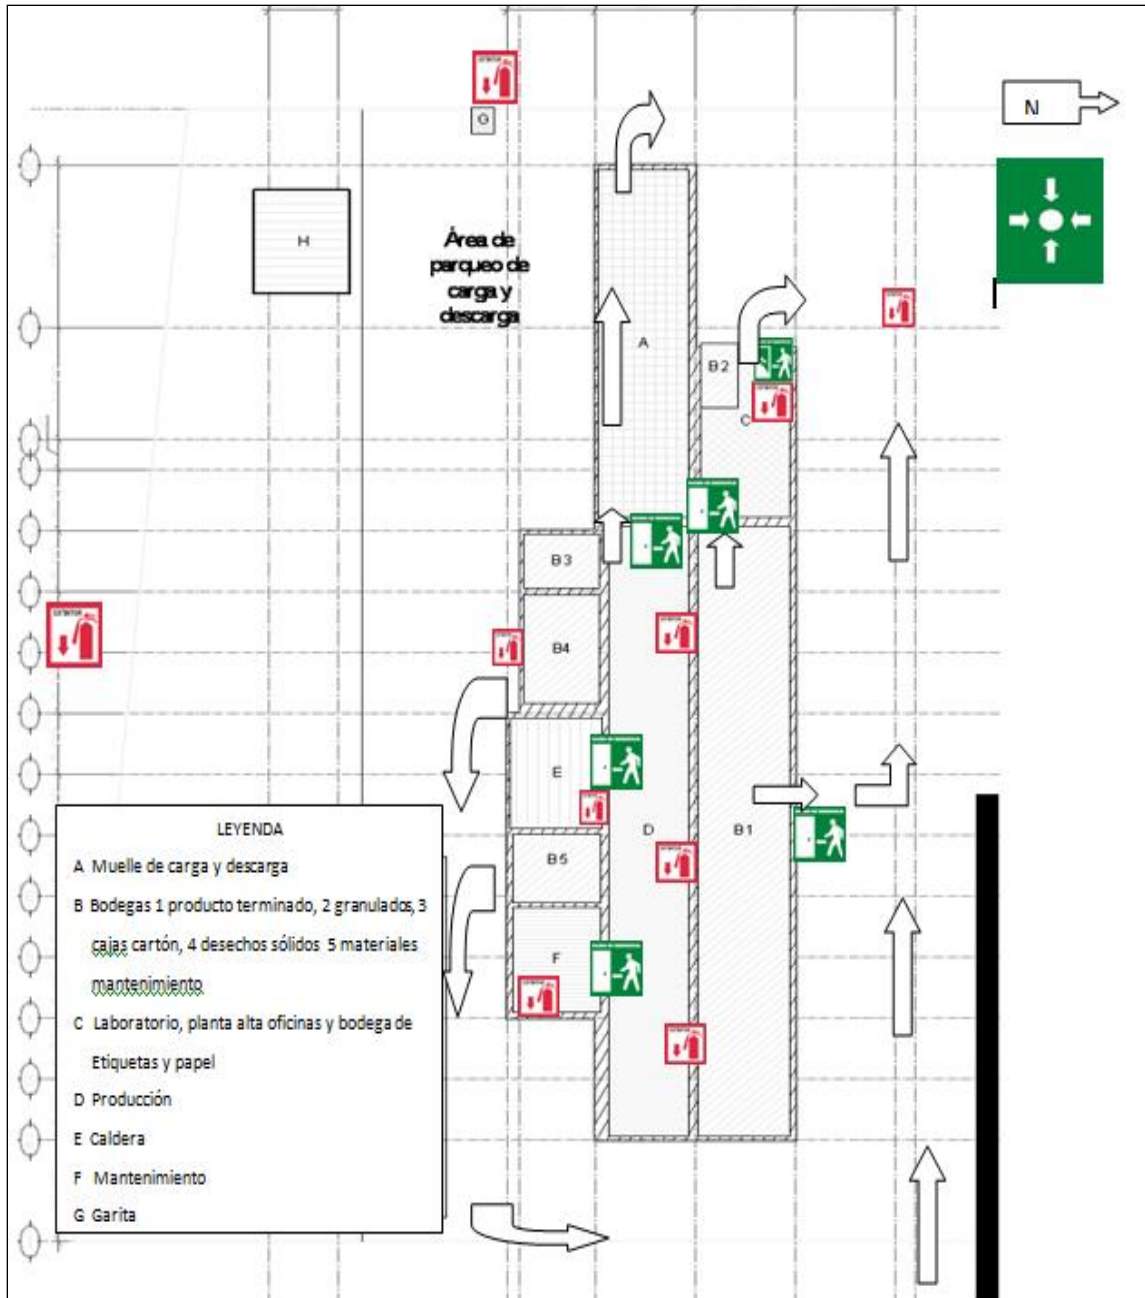 EXTINTOR
G
N
H
Área de
parqueo de
carga y
descarga
A
B2
C
B3
B4
E
D
B1
B5
F
LEYENDA
A Muelle de carga y descarga
B Bodegas 1 producto terminado, 2 granulados, 3
cajas cartón, 4 desechos sólidos 5 materiales
mantenimiento
C Laboratorio, planta alta oficinas y bodega de
Etiquetas y papel
D Producción
E Caldera
F Mantenimiento
G Garita
EXTINTOR